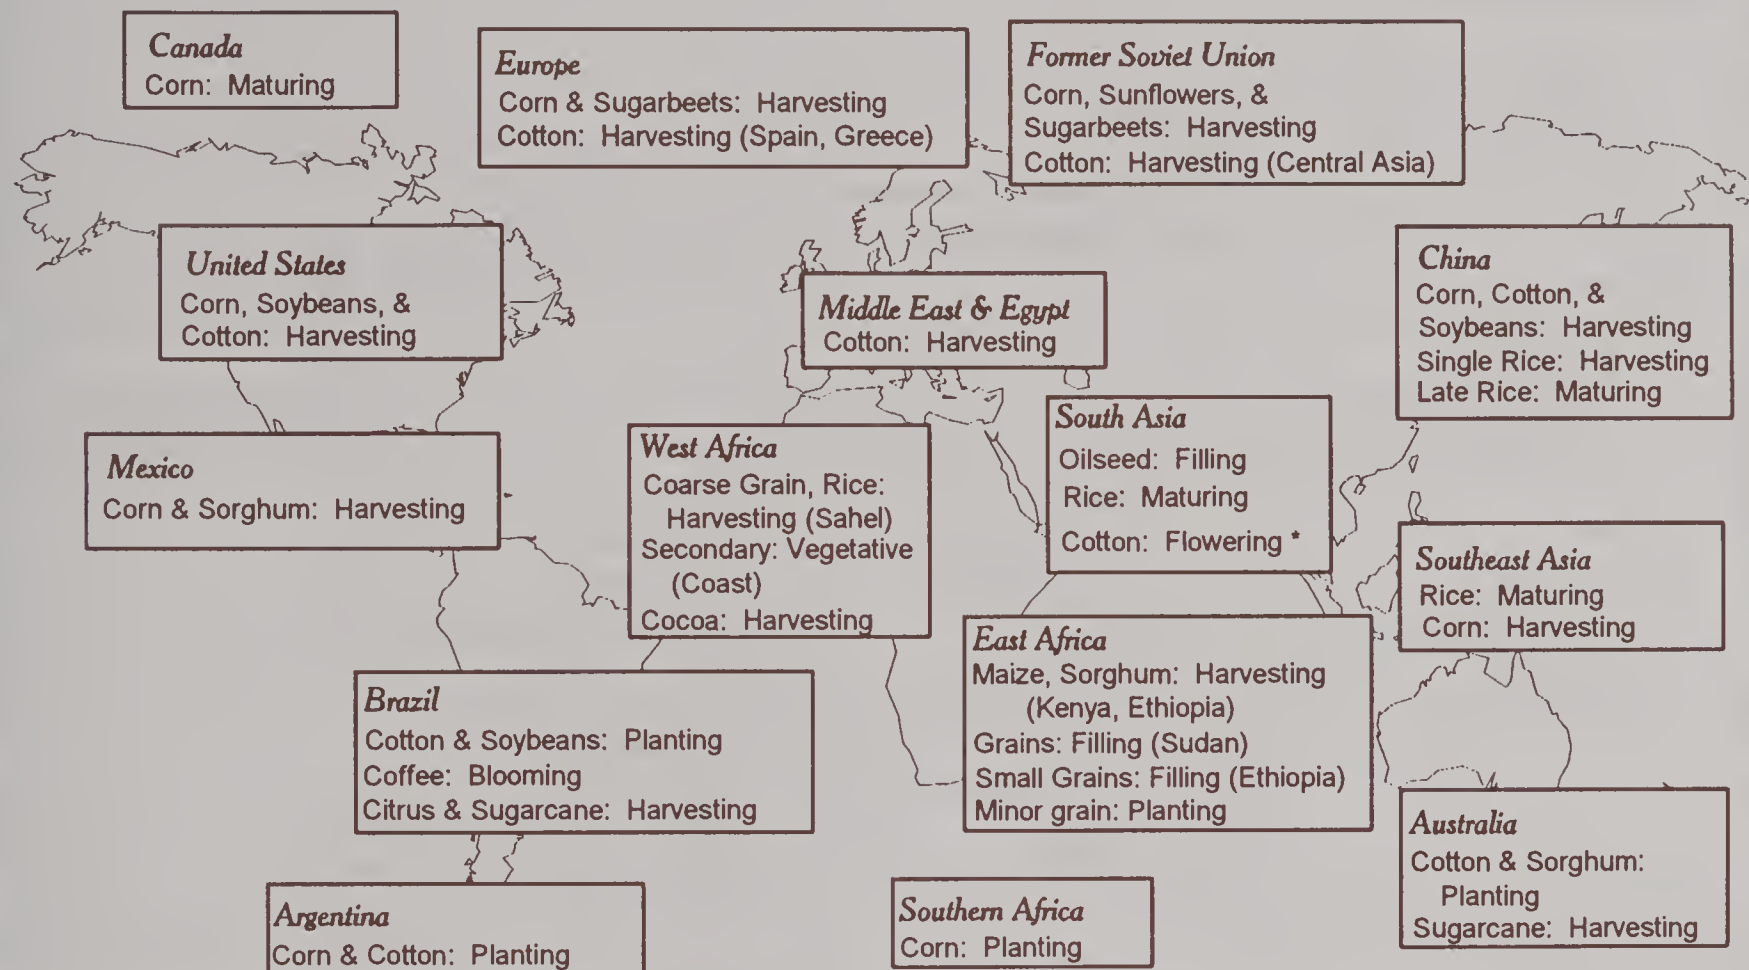 Canada
Corn: Maturing
Europe
Corn & Sugarbeets: Harvesting
Cotton: Harvesting (Spain, Greece)
Former Soviet Union
Corn, Sunflowers, &
Sugarbeets: Harvesting
Cotton: Harvesting (Central Asia)
United States
Corn, Soybeans, &
Cotton: Harvesting
Middle East & Egypt
Cotton: Harvesting
China
Corn, Cotton, &
Soybeans: Harvesting
Single Rice: Harvesting
Late Rice: Maturing
Mexico
Corn & Sorghum: Harvesting
West Africa
Coarse Grain, Rice:
Harvesting (Sahel)
Secondary: Vegetative
(Coast)
Cocoa: Harvesting
South Asia
Oilseed: Filling
Rice: Maturing
Cotton: Flowering *
Southeast Asia
Rice: Maturing
Corn: Harvesting
Brazil
Cotton & Soybeans: Planting
Coffee: Blooming
Citrus & Sugarcane: Harvesting
East Africa
Maize, Sorghum: Harvesting
(Kenya, Ethiopia)
Grains: Filling (Sudan)
Small Grains: Filling (Ethiopia)
Minor grain: Planting
Australia
Cotton & Sorghum:
Planting
Sugarcane: Harvesting
Argentina
Corn & Cotton: Planting
Southern Africa
Corn: Planting